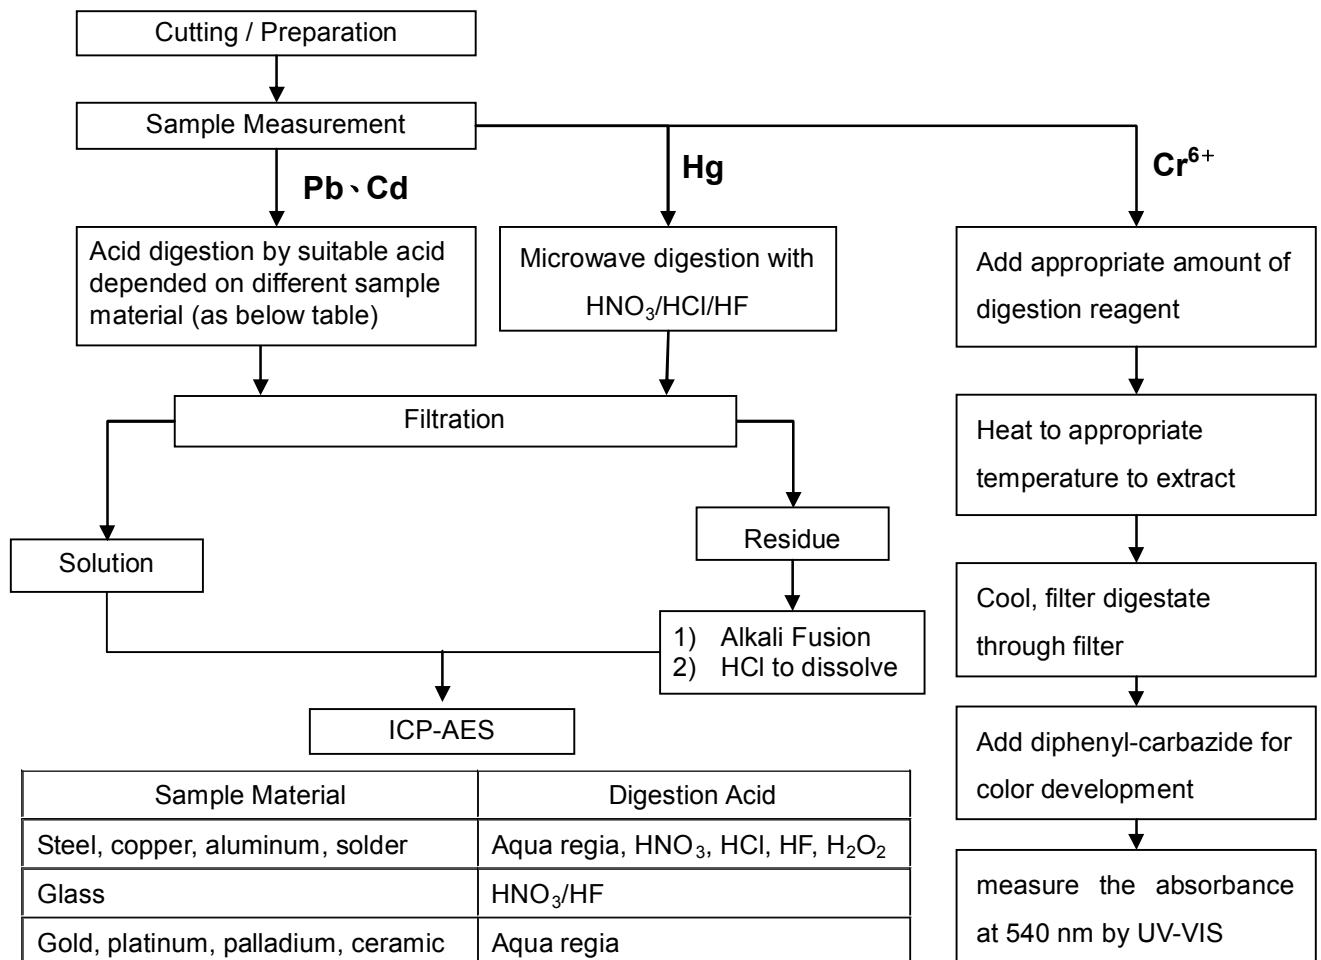 Cutting / Preparation
Sample Measurement
Pb、Cd
Hg
Cr⁶⁺
Acid digestion by suitable acid
depended on different sample
material (as below table)
Microwave digestion with
HNO₃/HCl/HF
Add appropriate amount of
digestion reagent
Filtration
Heat to appropriate
temperature to extract
Solution
Residue
1) Alkali Fusion
2) HCl to dissolve
Cool, filter digestate
through filter
ICP-AES
Add diphenyl-carbazide for
color development
Sample Material Digestion Acid
Steel, copper, aluminum, solder Aqua regia, HNO₃, HCl, HF, H₂O₂
Glass HNO₃/HF
Gold, platinum, palladium, ceramic Aqua regia
measure the absorbance
at 540 nm by UV-VIS